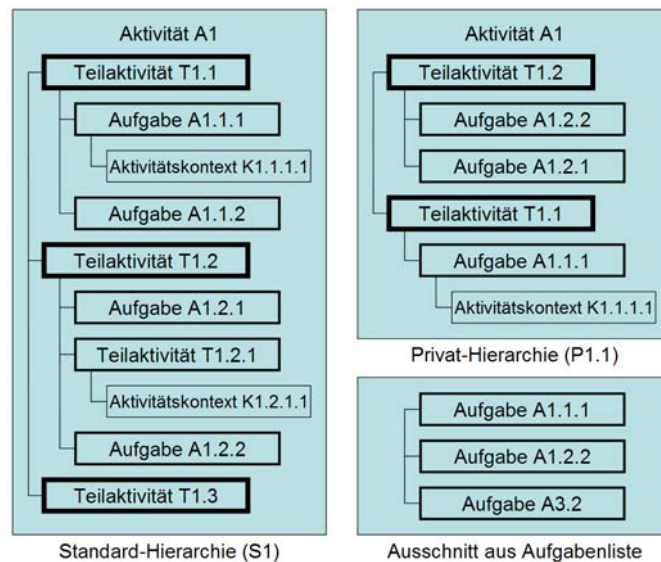 Aktivität A1
Teilaktivität T1.1
Aufgabe A1.1.1
Aktivitätskontext K1.1.1.1
Aufgabe A1.1.2
Teilaktivität T1.2
Aufgabe A1.2.1
Teilaktivität T1.2.1
Aktivitätskontext K1.2.1.1
Aufgabe A1.2.2
Teilaktivität T1.3
Standard-Hierarchie (S1)
Aktivität A1
Teilaktivität T1.2
Aufgabe A1.2.2
Aufgabe A1.2.1
Teilaktivität T1.1
Aufgabe A1.1.1
Aktivitätskontext K1.1.1.1
Privat-Hierarchie (P1.1)
Aufgabe A1.1.1
Aufgabe A1.2.2
Aufgabe A3.2
Ausschnitt aus Aufgabenliste